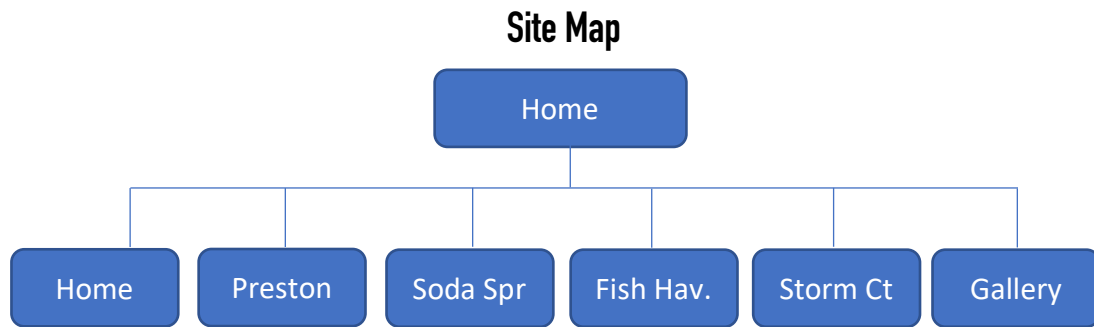 Site Map
Home
Home
Preston
Soda Spr
Fish Hav.
Storm Ct
Gallery